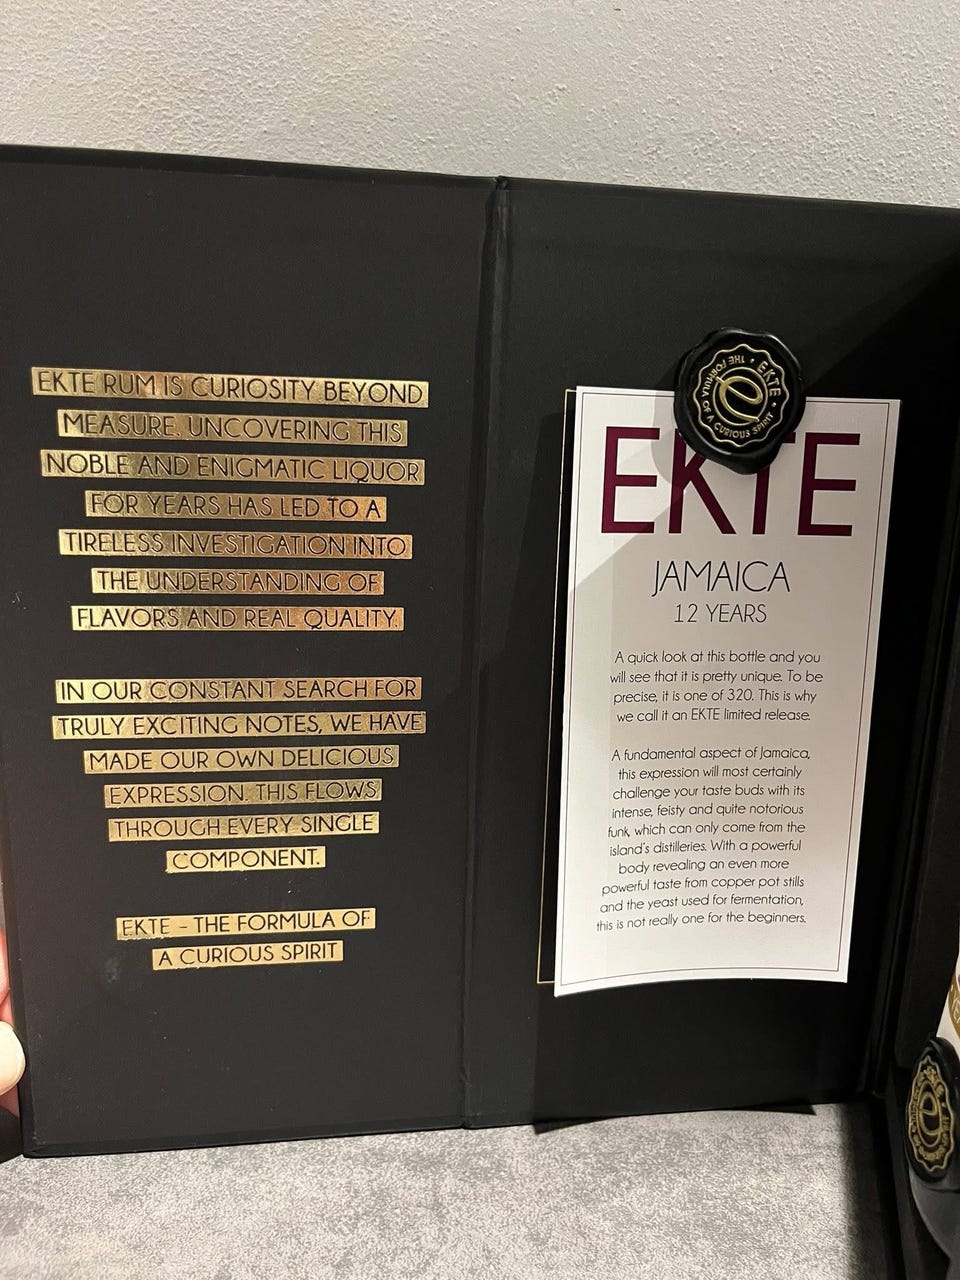 EKTE RUM IS CURIOSITY BEYOND
MEASURE. UNCOVERING THIS
NOBLE AND ENIGMATIC LIQUOR
FOR YEARS HAS LED TO A
TIRELESS INVESTIGATION INTO
THE UNDERSTANDING OF
FLAVORS AND REAL QUALITY.
IN OUR CONSTANT SEARCH FOR
TRULY EXCITING NOTES, WE HAVE
MADE OUR OWN DELICIOUS
EXPRESSION. THIS FLOWS
THROUGH EVERY SINGLE
COMPONENT.
EKTE - THE FORMULA OF
A CURIOUS SPIRIT
• EKTE •
THE FORMULA OF A CURIOUS SPIRIT
e
EKTE
JAMAICA
12 YEARS
A quick look at this bottle and you
will see that it is pretty unique. To be
precise, it is one of 320. This is why
we call it an EKTE limited release.
A fundamental aspect of Jamaica,
this expression will most certainly
challenge your taste buds with its
intense, feisty and quite notorious
funk, which can only come from the
island's distilleries. With a powerful
body revealing an even more
powerful taste from copper pot stills
and the yeast used for fermentation,
this is not really one for the beginners.
e